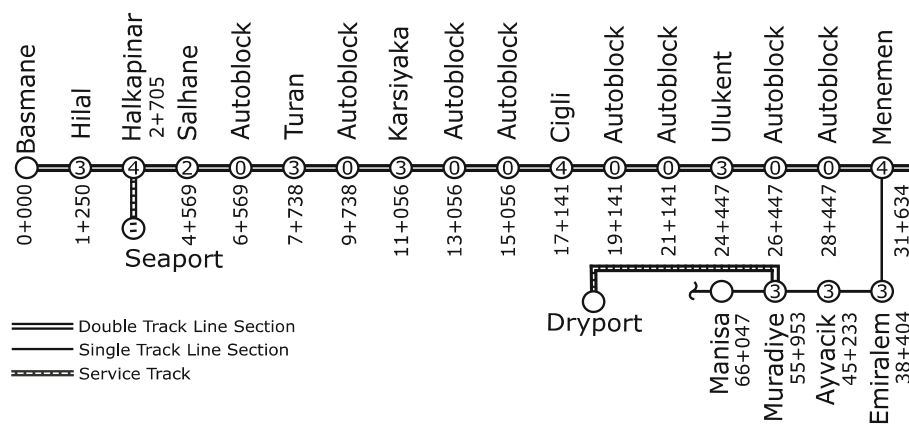 Basmane
Hilal
Halkapinar
2+705
Salhane
Autoblock
Turan
Autoblock
Karsiyaka
Autoblock
Autoblock
Cigli
Autoblock
Autoblock
Ulukent
Autoblock
Autoblock
Menemen
3 4 2 0 3 0 3 0 0 4 0 0 3 0 0 4
0+000
1+250
4+569
6+569
7+738
9+738
11+056
13+056
15+056
17+141
19+141
21+141
24+447
26+447
28+447
31+634
11
Seaport
3 3 3
Dryport
Manisa
66+047
Muradiye
55+953
Ayvacik
45+233
Emiralem
38+404
Double Track Line Section
Single Track Line Section
Service Track